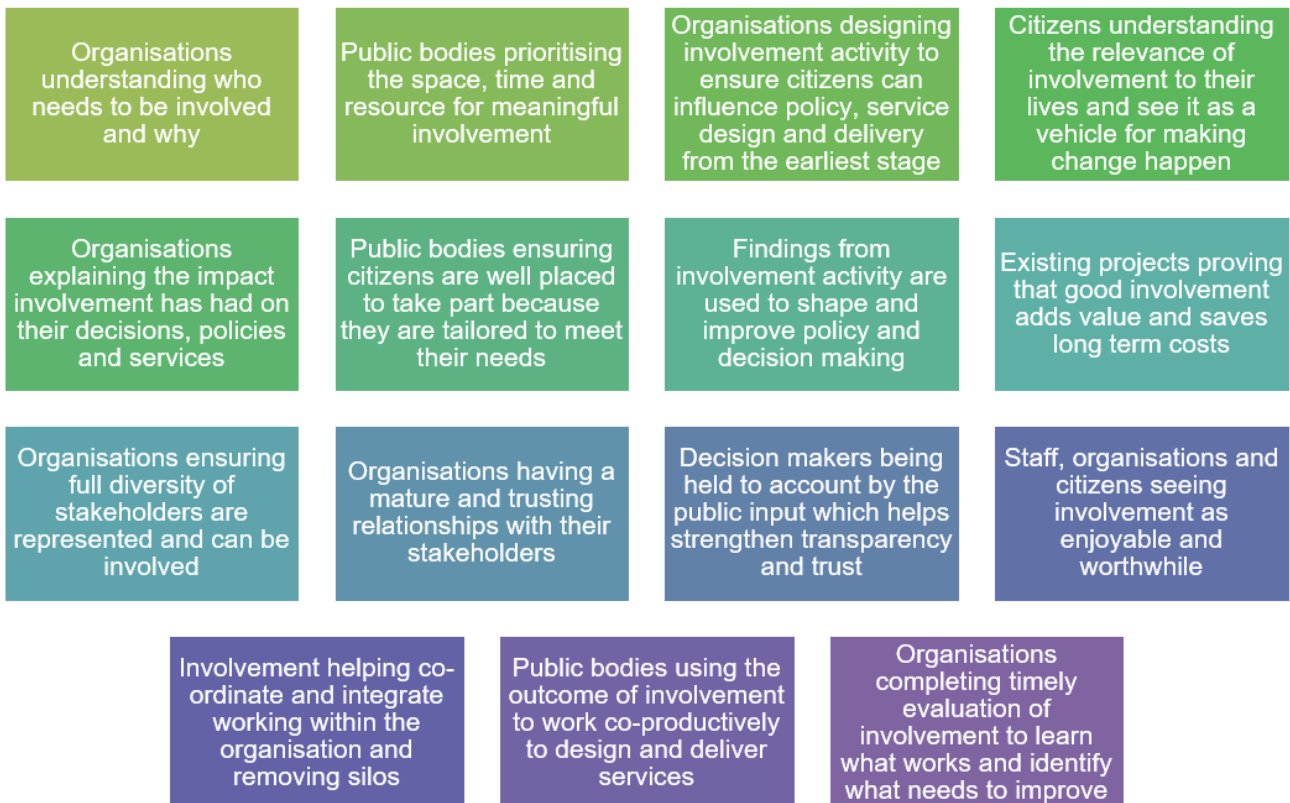 Organisations
understanding who
needs to be involved
and why
Public bodies prioritising
the space, time and
resource for meaningful
involvement
Organisations designing
involvement activity to
ensure citizens can
influence policy, service
design and delivery
from the earliest stage
Citizens understanding
the relevance of
involvement to their
lives and see it as a
vehicle for making
change happen
Organisations
explaining the impact
involvement has had on
their decisions, policies
and services
Public bodies ensuring
citizens are well placed
to take part because
they are tailored to meet
their needs
Findings from
involvement activity are
used to shape and
improve policy and
decision making
Existing projects proving
that good involvement
adds value and saves
long term costs
Organisations ensuring
full diversity of
stakeholders are
represented and can be
involved
Organisations having a
mature and trusting
relationships with their
stakeholders
Decision makers being
held to account by the
public input which helps
strengthen transparency
and trust
Staff, organisations and
citizens seeing
involvement as
enjoyable and
worthwhile
Involvement helping co-
ordinate and integrate
working within the
organisation and
removing silos
Public bodies using the
outcome of involvement
to work co-productively
to design and deliver
services
Organisations
completing timely
evaluation of
involvement to learn
what works and identify
what needs to improve